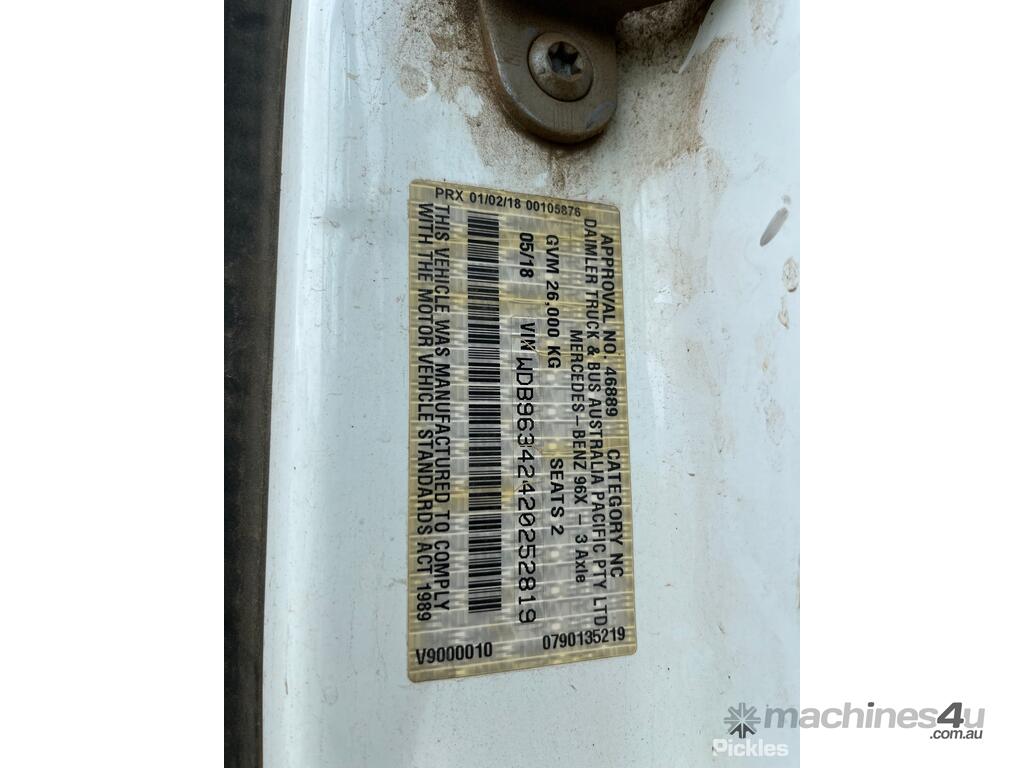 PRX 01/02/18 00105876
APPROVAL NO. 46889 CATEGORY NC
DAIMLER TRUCK & BUS AUSTRALIA PACIFIC PTY LTD
MERCEDES-BENZ 96X - 3 Axle
GVM 26,000 KG SEATS 2
05/18 VIN WDB96342420252819
THIS VEHICLE WAS MANUFACTURED TO COMPLY
WITH THE MOTOR VEHICLE STANDARDS ACT 1989
V9000010 0790135219
machines4u
.com.au
Pickles